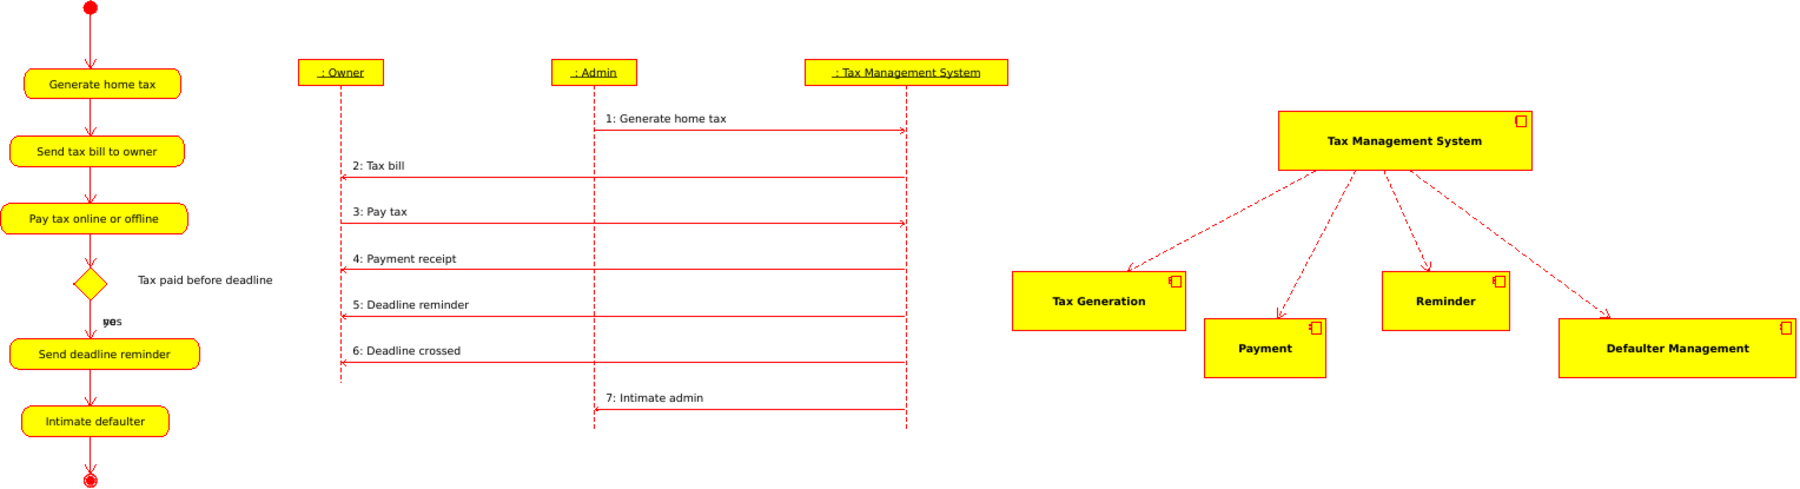 Generate home tax
Send tax bill to owner
Pay tax online or offline
Tax paid before deadline
yes
Send deadline reminder
Intimate defaulter
: Owner
: Admin
: Tax Management System
1: Generate home tax
2: Tax bill
3: Pay tax
4: Payment receipt
5: Deadline reminder
6: Deadline crossed
7: Intimate admin
Tax Management System
Tax Generation
Payment
Reminder
Defaulter Management